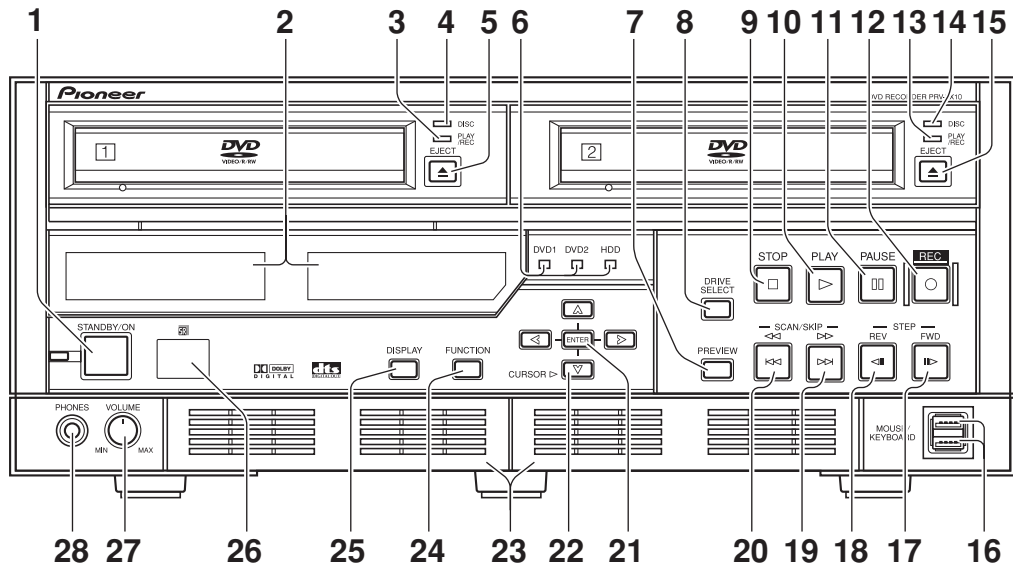 1 2 3 4 5 6 7 8 9 10 11 12 13 14 15
Pioneer
DVD RECORDER PRV-
X10
DISC
PLAY
/REC
EJECT
1
DVD
VIDEO/R/RW
DISC
PLAY
/REC
EJECT
2
DVD
VIDEO/R/RW
DVD1 DVD2 HDD
STOP PLAY PAUSE REC
DRIVE
SELECT
STANDBY/ON
SCAN/SKIP
STEP
REV FWD
ENTER
DISPLAY FUNCTION
PREVIEW
CURSOR
DOLBY
DIGITAL
dts
PHONES VOLUME
MIN MAX
MOUSE/
KEYBOARD
28 27 26 25 24 23 22 21 20 19 18 17 16